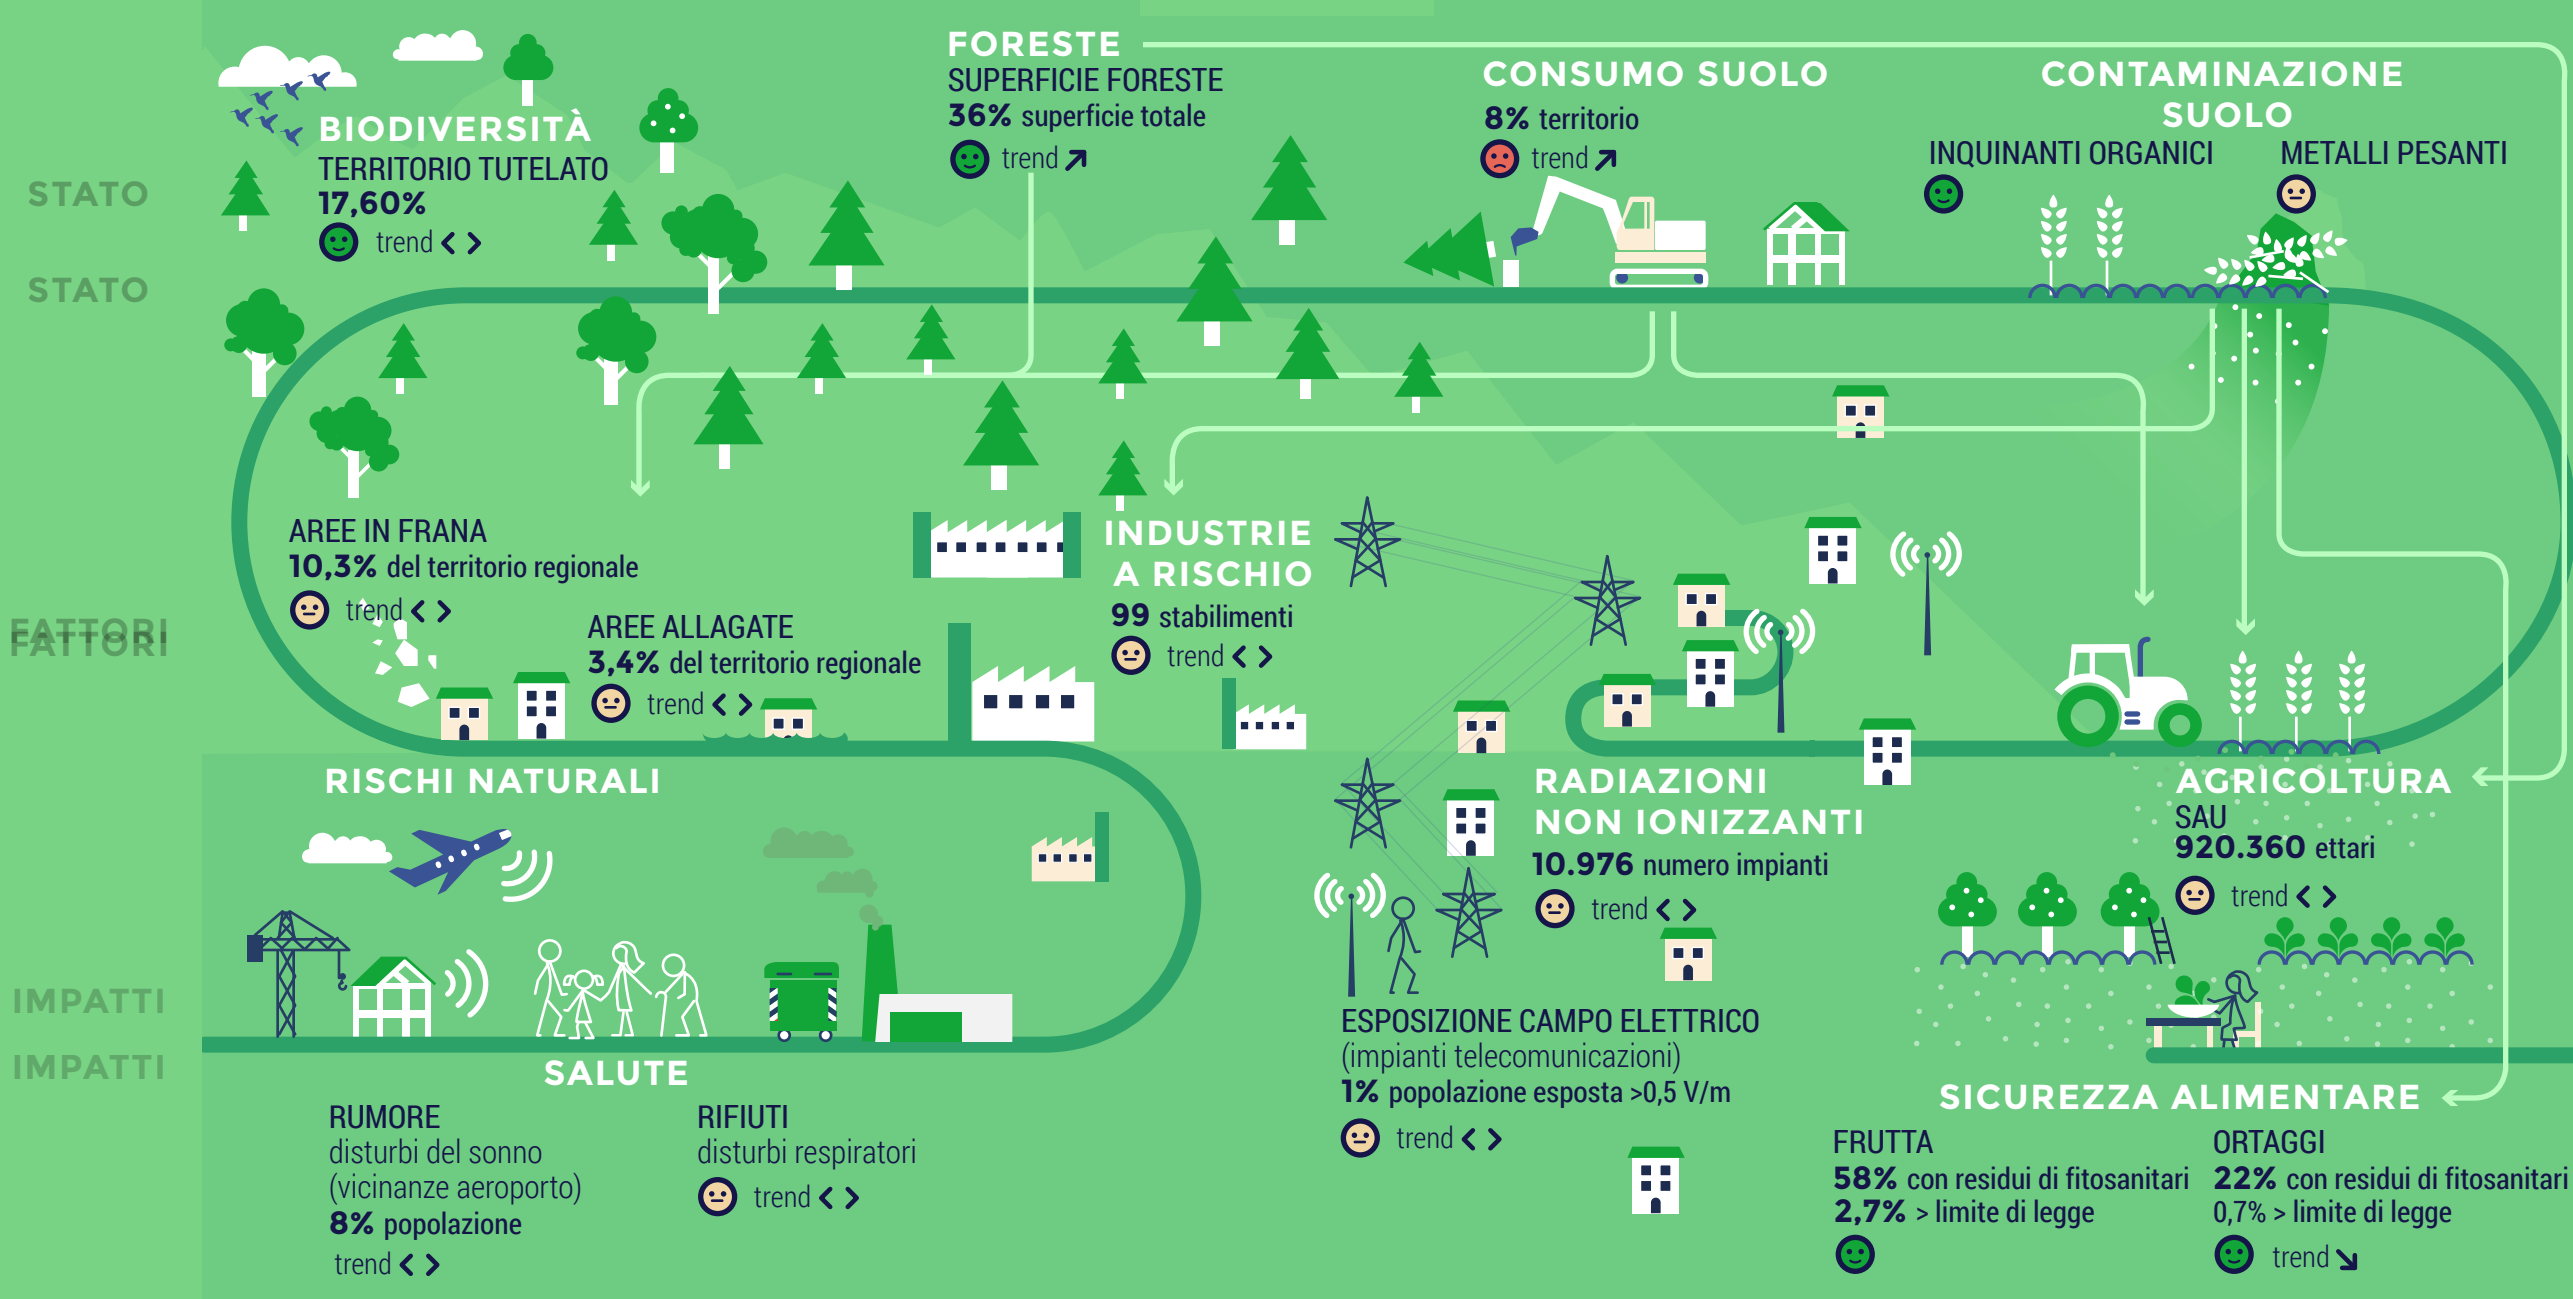 STATO
STATO
FATTORI
FATTORI
IMPATTI
IMPATTI
BIODIVERSITÀ
TERRITORIO TUTELATO
17,60%
trend < >
FORESTE
SUPERFICIE FORESTE
36% superficie totale
trend
CONSUMO SUOLO
8% territorio
trend
CONTAMINAZIONE
SUOLO
INQUINANTI ORGANICI
METALLI PESANTI
AREE IN FRANA
10,3% del territorio regionale
trend < >
AREE ALLAGATE
3,4% del territorio regionale
trend < >
RISCHI NATURALI
INDUSTRIE
A RISCHIO
99 stabilimenti
trend < >
RADIAZIONI
NON IONIZZANTI
10.976 numero impianti
trend < >
AGRICOLTURA
SAU
920.360 ettari
trend < >
SALUTE
RUMORE
disturbi del sonno
(vicinanze aeroporto)
8% popolazione
trend < >
RIFIUTI
disturbi respiratori
trend < >
ESPOSIZIONE CAMPO ELETTRICO
(impianti telecomunicazioni)
1% popolazione esposta >0,5 V/m
trend < >
SICUREZZA ALIMENTARE
FRUTTA
58% con residui di fitosanitari
2,7% > limite di legge
ORTAGGI
22% con residui di fitosanitari
0,7% > limite di legge
trend